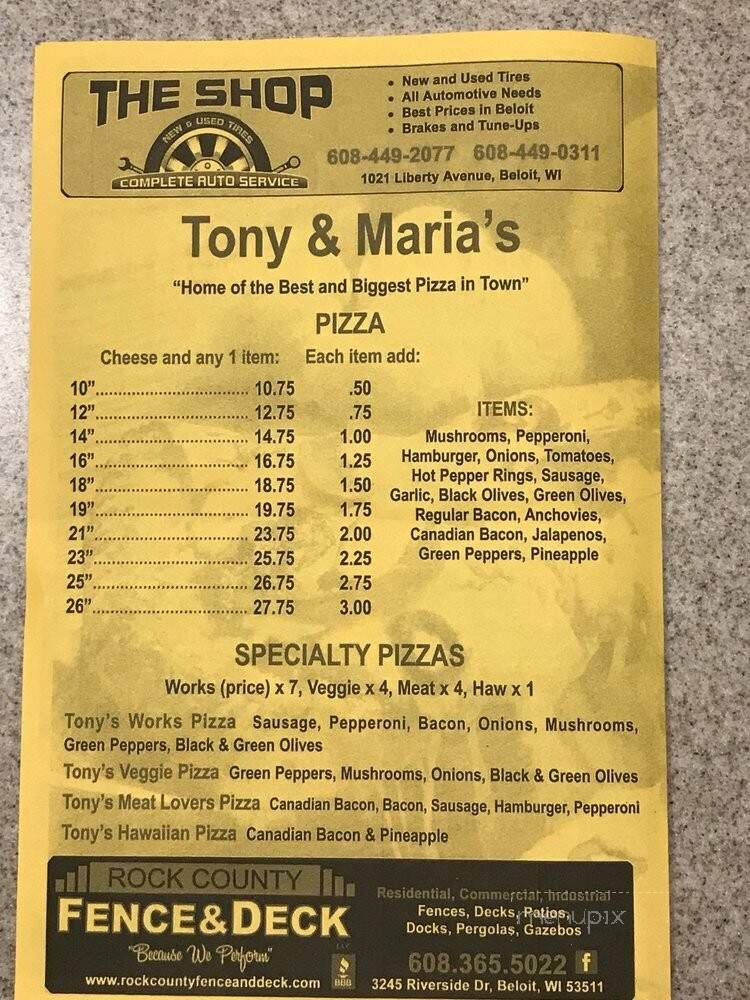 THE SHOP
NEW & USED TIRES
COMPLETE AUTO SERVICE
• New and Used Tires
• All Automotive Needs
• Best Prices in Beloit
• Brakes and Tune-Ups
608-449-2077 608-449-0311
1021 Liberty Avenue, Beloit, WI
Tony & Maria's
"Home of the Best and Biggest Pizza in Town"
PIZZA
Cheese and any 1 item: Each item add:
10"................................. 10.75 .50
12"................................. 12.75 .75
14"................................. 14.75 1.00
16"................................. 16.75 1.25
18"................................. 18.75 1.50
19"................................. 19.75 1.75
21"................................. 23.75 2.00
23"................................. 25.75 2.25
25"................................. 26.75 2.75
26"................................. 27.75 3.00
ITEMS:
Mushrooms, Pepperoni,
Hamburger, Onions, Tomatoes,
Hot Pepper Rings, Sausage,
Garlic, Black Olives, Green Olives,
Regular Bacon, Anchovies,
Canadian Bacon, Jalapenos,
Green Peppers, Pineapple
SPECIALTY PIZZAS
Works (price) x 7, Veggie x 4, Meat x 4, Haw x 1
Tony's Works Pizza Sausage, Pepperoni, Bacon, Onions, Mushrooms,
Green Peppers, Black & Green Olives
Tony's Veggie Pizza Green Peppers, Mushrooms, Onions, Black & Green Olives
Tony's Meat Lovers Pizza Canadian Bacon, Bacon, Sausage, Hamburger, Pepperoni
Tony's Hawaiian Pizza Canadian Bacon & Pineapple
ROCK COUNTY
FENCE & DECK
LLC
"Because We Perform"
www.rockcountyfenceanddeck.com
BBB
Residential, Commercial, Industrial
Fences, Decks, Patios,
Docks, Pergolas, Gazebos
608.365.5022 f
3245 Riverside Dr, Beloit, WI 53511
menupix